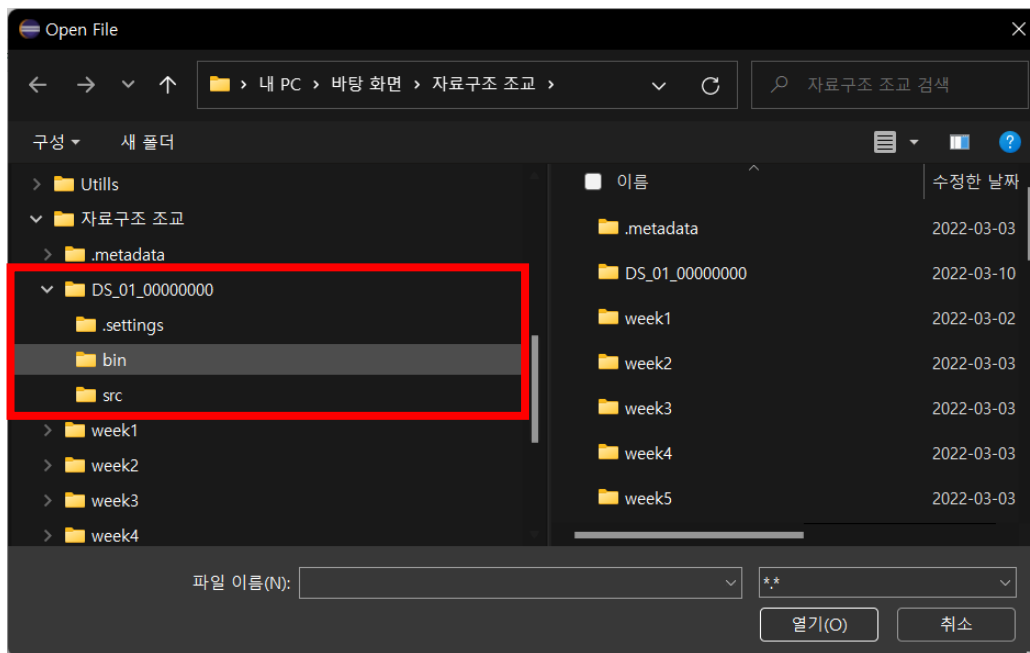 Open File
내 PC > 바탕 화면 > 자료구조 조교 >
자료구조 조교 검색
구성
새 폴더
Utills
자료구조 조교
.metadata
DS_01_00000000
.settings
bin
src
week1
week2
week3
week4
이름 수정한 날짜
.metadata 2022-03-03
DS_01_00000000 2022-03-10
week1 2022-03-02
week2 2022-03-03
week3 2022-03-03
week4 2022-03-03
week5 2022-03-03
파일 이름(N):
*.*
열기(O)
취소